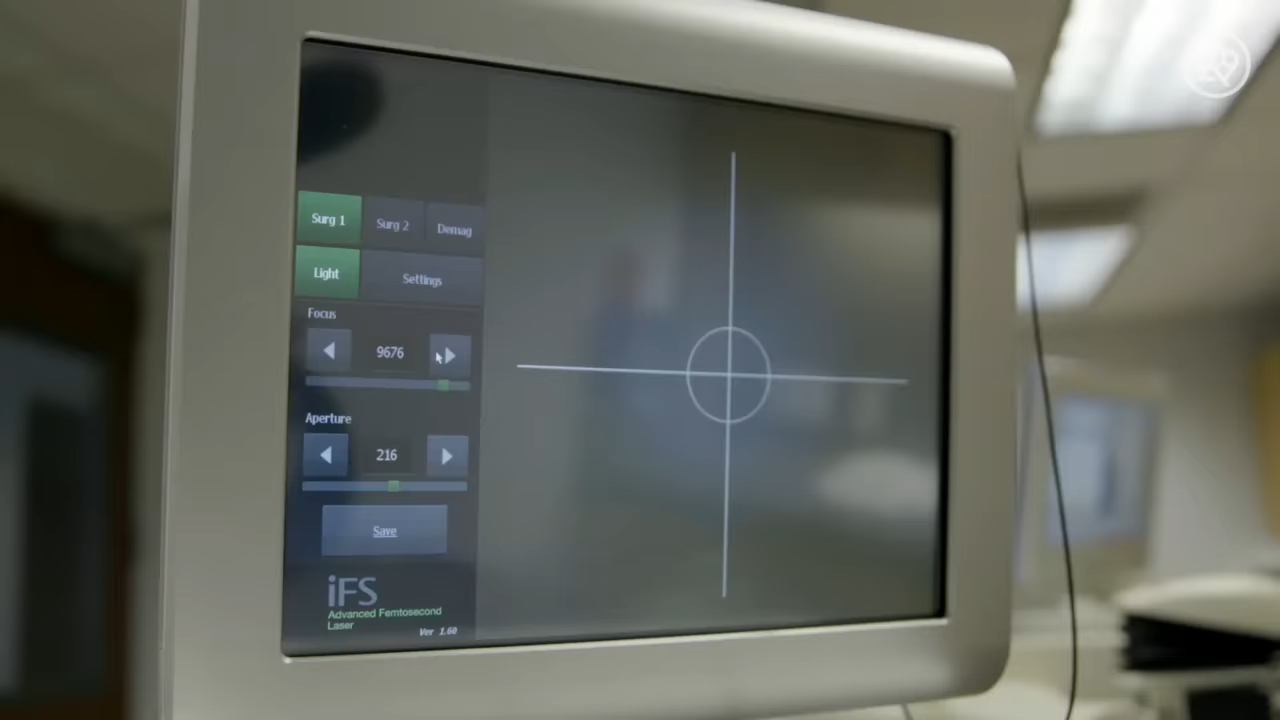 Surg 1 Surg 2 Demag
Light Settings
Focus
9676
Aperture
216
Save
iFS
Advanced Femtosecond
Laser
Ver 1.60